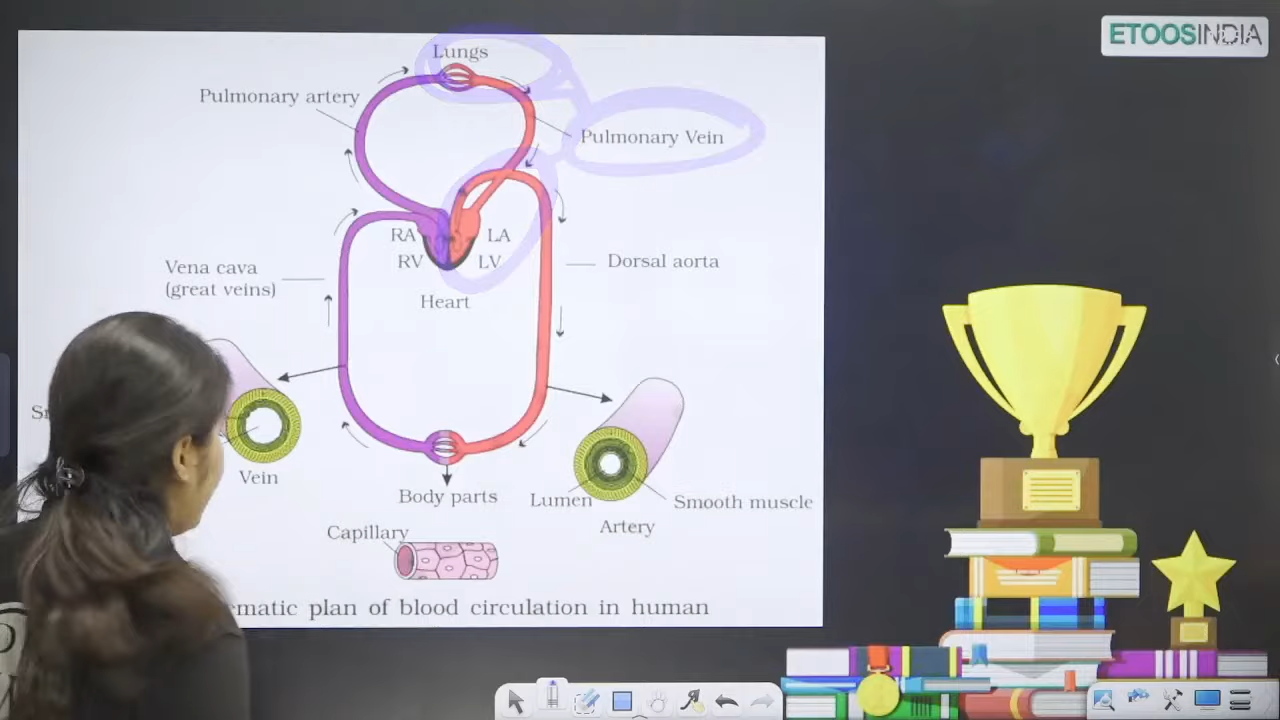 ETOOSINDIA
Lungs
Pulmonary artery
Pulmonary Vein
RA
LA
RV
LV
Vena cava
(great veins)
Dorsal aorta
Heart
Vein
Body parts
Lumen
Smooth muscle
Artery
Capillary
plan of blood circulation in human